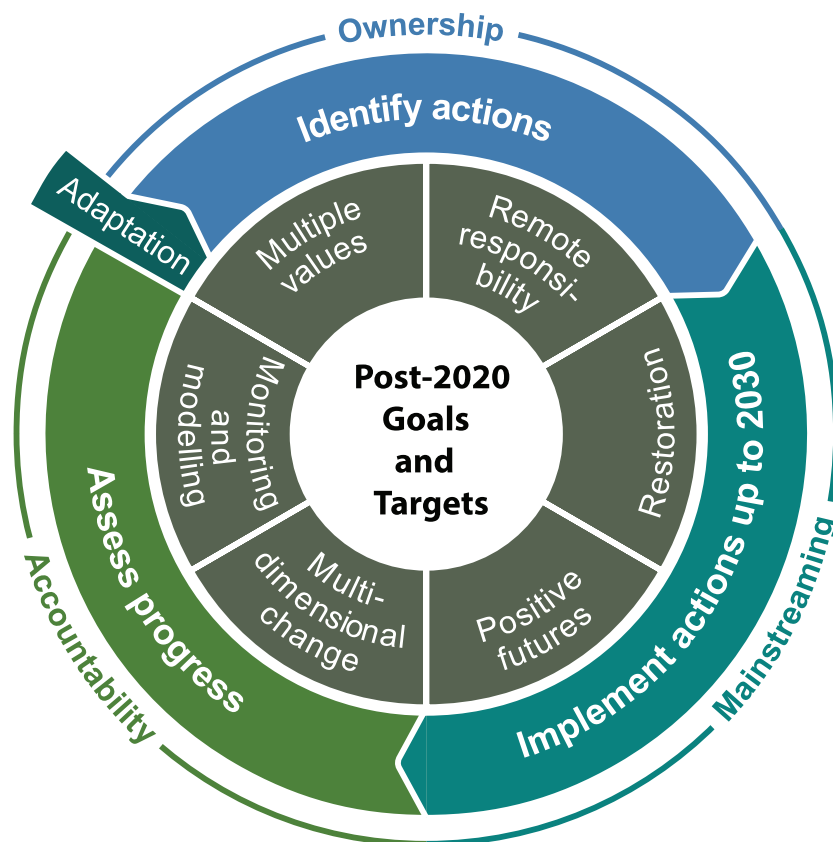 Ownership
Identify actions
Adaptation
Multiple
values
Remote
responsi-
bility
Monitoring
and
modelling
Post-2020
Goals
and
Targets
Restoration
Implement actions up to 2030
Mainstreaming
Assess progress
Accountability
Multi-
dimensional
change
Positive
futures